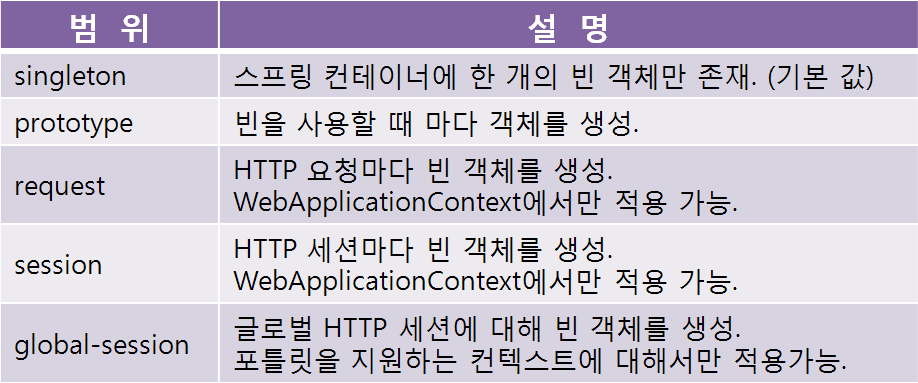 범 위
설 명
singleton
스프링 컨테이너에 한 개의 빈 객체만 존재. (기본 값)
prototype
빈을 사용할 때 마다 객체를 생성.
request
HTTP 요청마다 빈 객체를 생성.
WebApplicationContext에서만 적용 가능.
session
HTTP 세션마다 빈 객체를 생성.
WebApplicationContext에서만 적용 가능.
global-session
글로벌 HTTP 세션에 대해 빈 객체를 생성.
포틀릿을 지원하는 컨텍스트에 대해서만 적용가능.